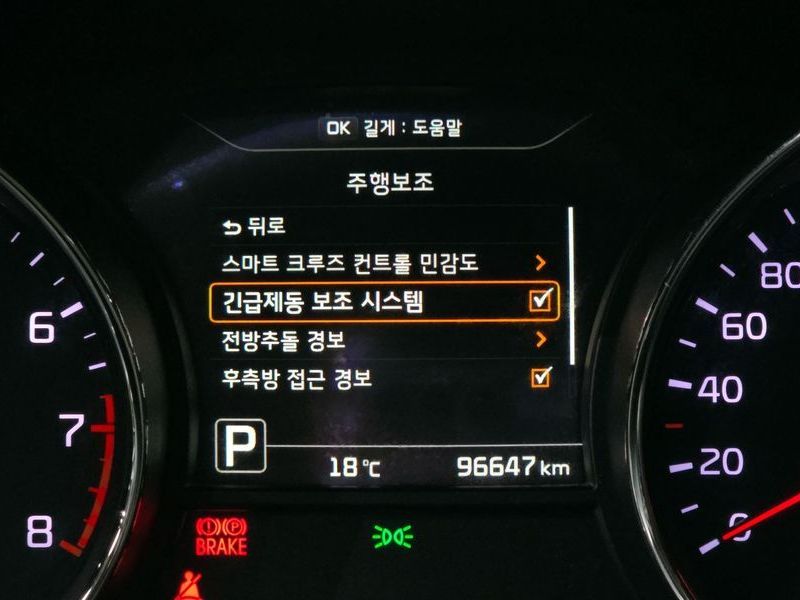 OK 길게 : 도움말
주행보조
뒤로
스마트 크루즈 컨트롤 민감도
긴급제동 보조 시스템
전방추돌 경보
후측방 접근 경보
P
18℃
96647km
6
7
8
80
60
40
20
0
(!)(P)
BRAKE